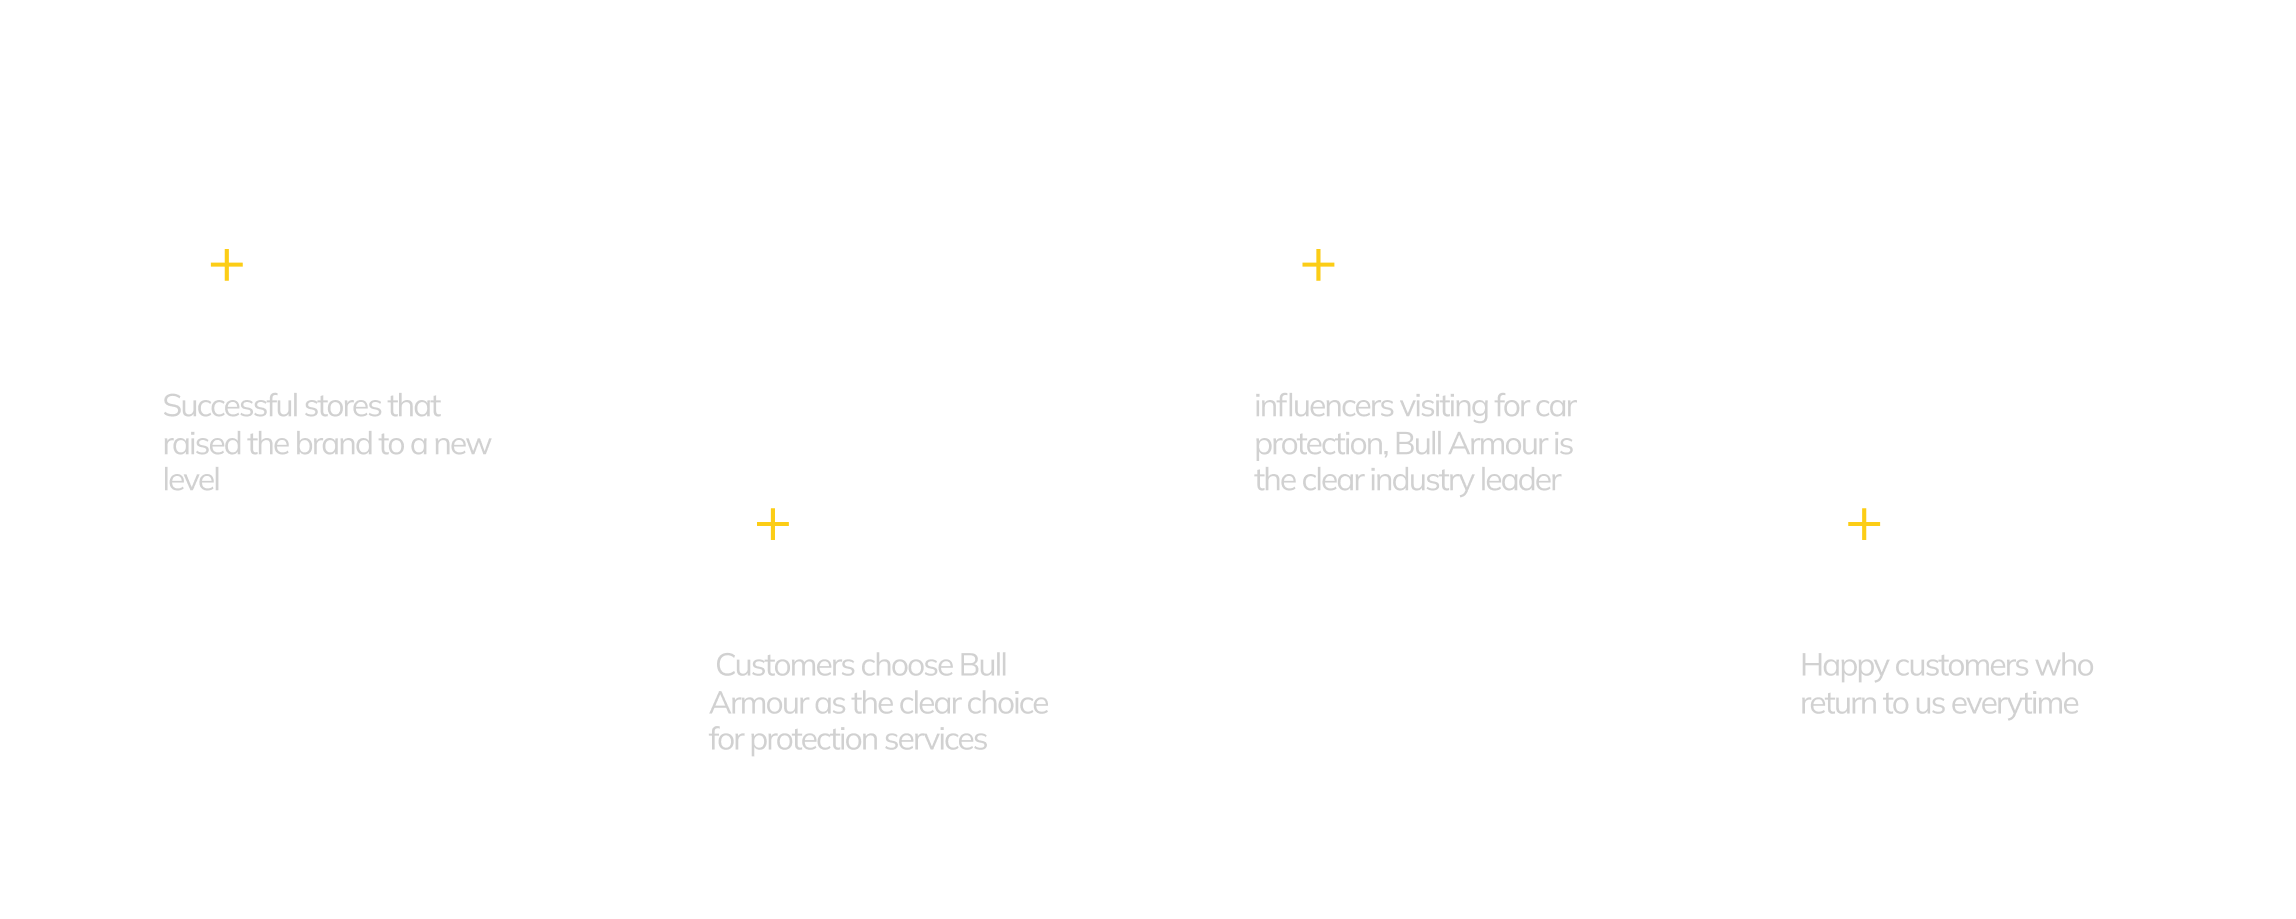 +
Successful stores that
raised the brand to a new
level
+
Customers choose Bull
Armour as the clear choice
for protection services
+
influencers visiting for car
protection, Bull Armour is
the clear industry leader
+
Happy customers who
return to us everytime